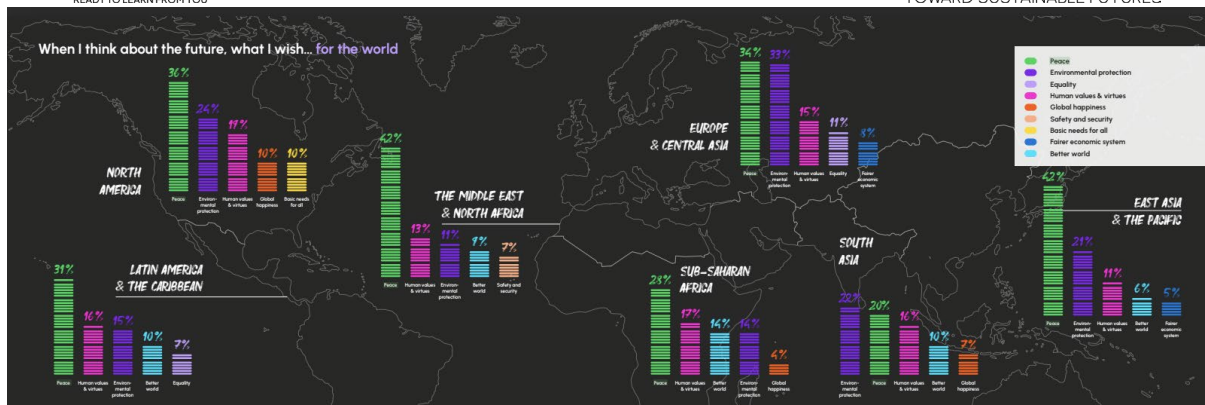 READY TO LEARN FROM YOU
TOWARD SUSTAINABLE FUTURES
When I think about the future, what I wish... for the world
NORTH
AMERICA
36%
24%
19%
10%
10%
Peace
Environ-
mental
protection
Human values
& virtues
Global
happiness
Basic needs
for all
THE MIDDLE EAST
& NORTH AFRICA
42%
13%
11%
9%
7%
Peace
Human values
& virtues
Environ-
mental
protection
Better
world
Safety and
security
EUROPE
& CENTRAL ASIA
34%
33%
15%
11%
8%
Peace
Environ-
mental
protection
Human values
& virtues
Equality
Fairer
economic
system
Peace
Environmental protection
Equality
Human values & virtues
Global happiness
Safety and security
Basic needs for all
Fairer economic system
Better world
EAST ASIA
& THE PACIFIC
42%
21%
11%
6%
5%
Peace
Environ-
mental
protection
Human values
& virtues
Better
world
Fairer
economic
system
LATIN AMERICA
& THE CARIBBEAN
31%
16%
15%
10%
7%
Peace
Human values
& virtues
Environ-
mental
protection
Better
world
Equality
SUB-SAHARAN
AFRICA
28%
17%
14%
14%
4%
Peace
Human values
& virtues
Better
world
Environ-
mental
protection
Global
happiness
SOUTH
ASIA
22%
20%
16%
10%
7%
Environ-
mental
protection
Peace
Human values
& virtues
Better
world
Global
happiness